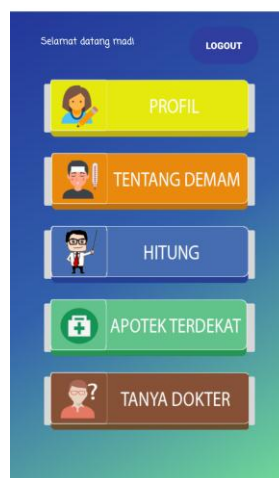 Selamat datang madi
LOGOUT
PROFIL
TENTANG DEMAM
HITUNG
APOTEK TERDEKAT
?
TANYA DOKTER